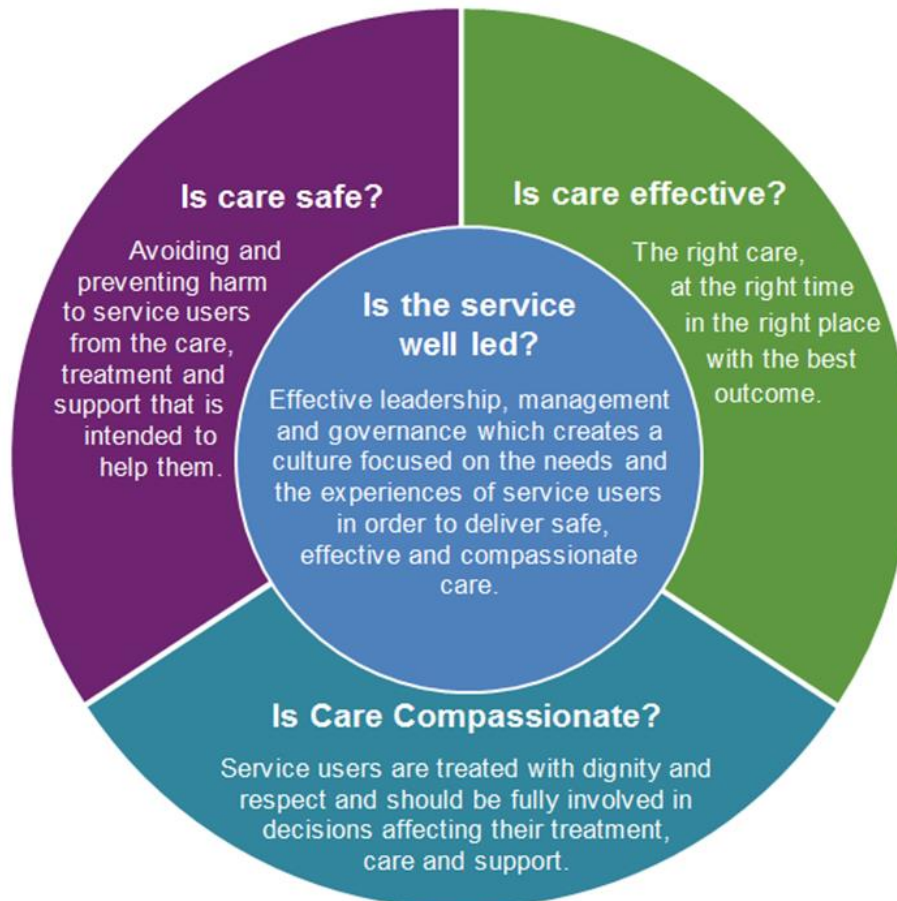 Is care safe?
Avoiding and
preventing harm
to service users
from the care,
treatment and
support that is
intended to
help them.
Is care effective?
The right care,
at the right time
in the right place
with the best
outcome.
Is the service
well led?
Effective leadership, management
and governance which creates a
culture focused on the needs and
the experiences of service users
in order to deliver safe,
effective and compassionate
care.
Is Care Compassionate?
Service users are treated with dignity and
respect and should be fully involved in
decisions affecting their treatment,
care and support.